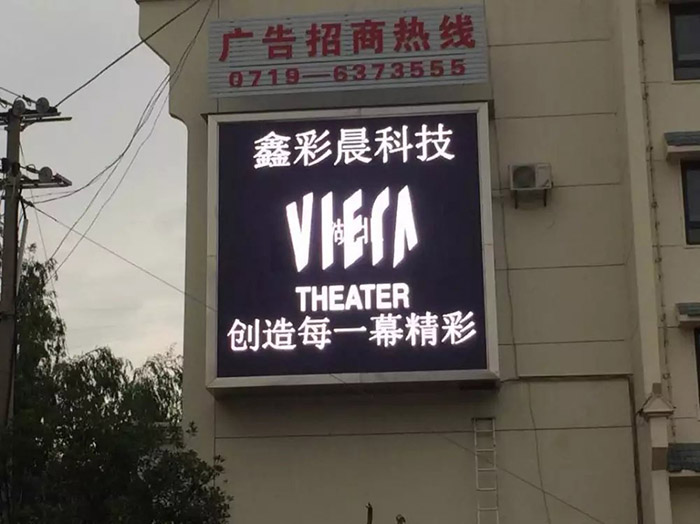 广告招商热线
0719—6373555
鑫彩晨科技
VIERA
THEATER
创造每一幕精彩